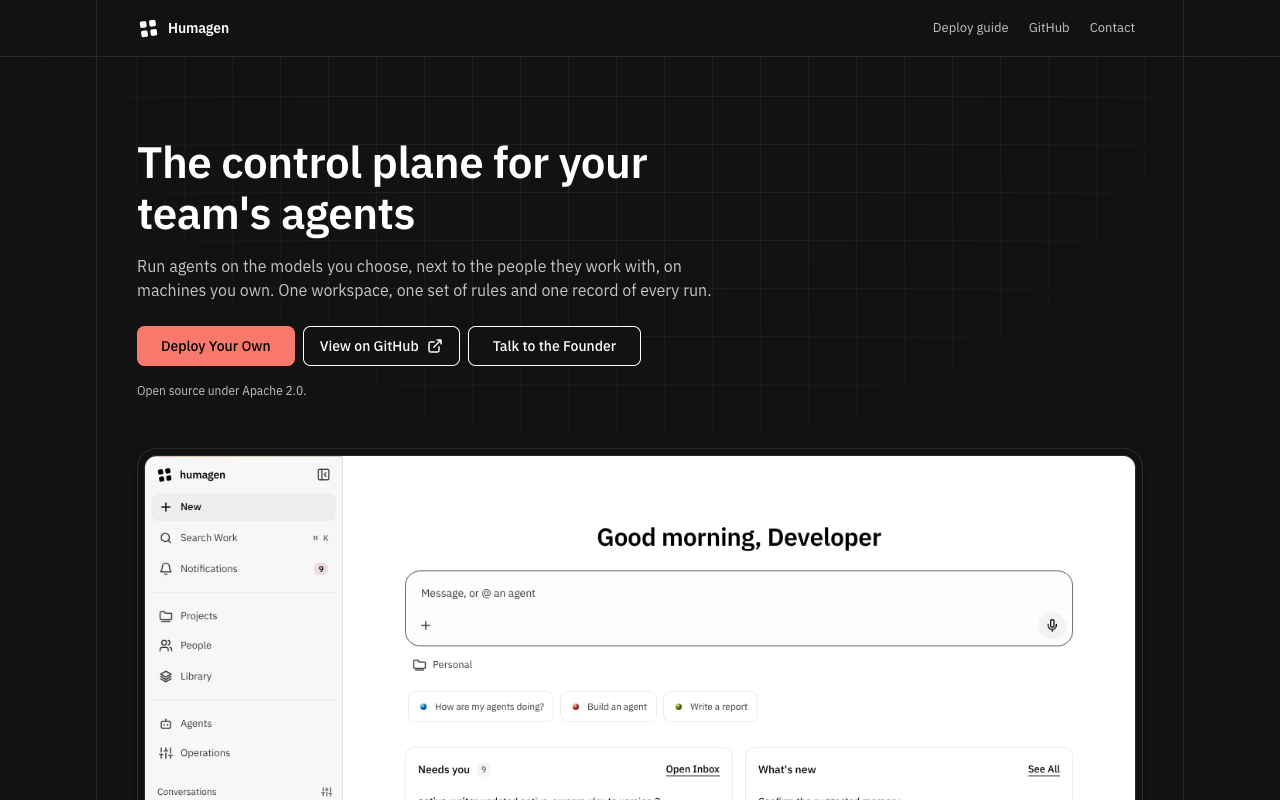 Humagen
Deploy guide
GitHub
Contact
The control plane for your
team's agents
Run agents on the models you choose, next to the people they work with, on
machines you own. One workspace, one set of rules and one record of every run.
Deploy Your Own
View on GitHub
Talk to the Founder
Open source under Apache 2.0.
humagen
New
Search Work
⌘ K
Notifications
9
Projects
People
Library
Agents
Operations
Conversations
Good morning, Developer
Message, or @ an agent
Personal
How are my agents doing?
Build an agent
Write a report
Needs you 9
Open Inbox
What's new
See All